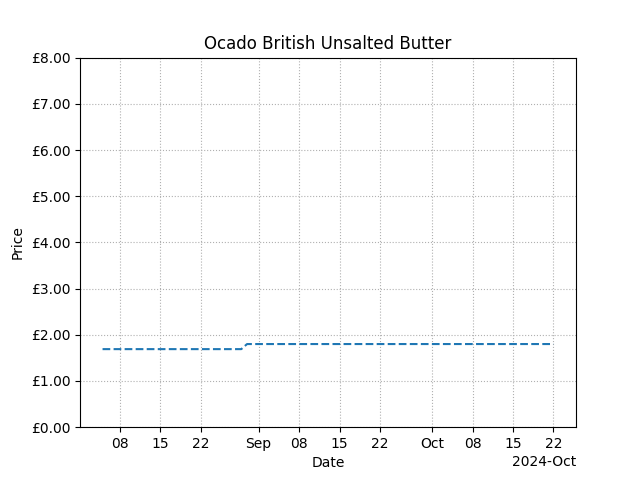 Ocado British Unsalted Butter
£8.00
£7.00
£6.00
£5.00
£4.00
£3.00
£2.00
£1.00
£0.00
Price
08 15 22 Sep 08 15 22 Oct 08 15 22
Date
2024-Oct